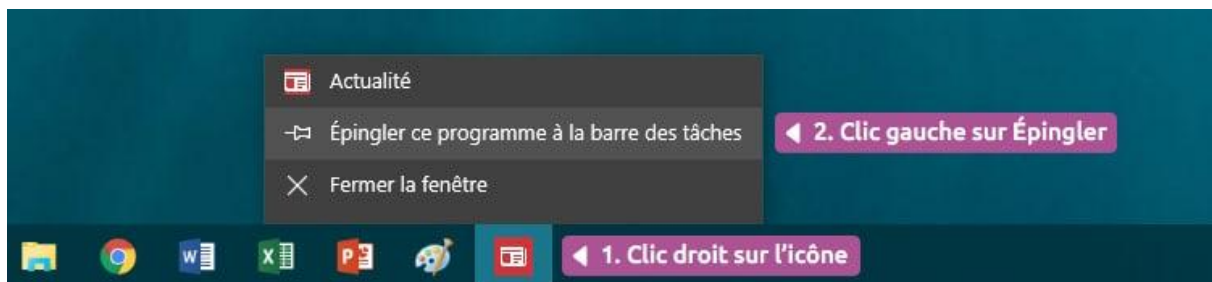 Actualité
Épingler ce programme à la barre des tâches
2. Clic gauche sur Épingler
Fermer la fenêtre
1. Clic droit sur l'icône